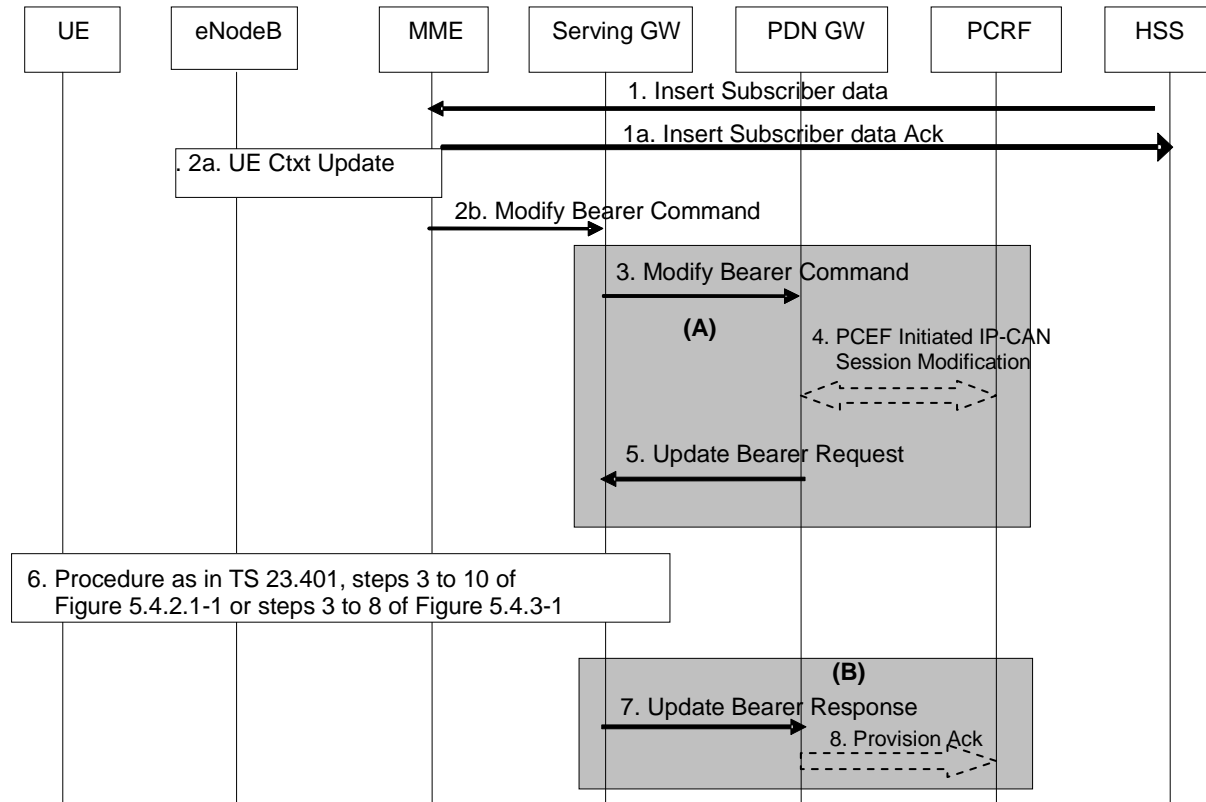 UE
eNodeB
MME
Serving GW
PDN GW
PCRF
HSS
1. Insert Subscriber data
1a. Insert Subscriber data Ack
. 2a. UE Ctxt Update
2b. Modify Bearer Command
3. Modify Bearer Command
(A)
4. PCEF Initiated IP-CAN
Session Modification
5. Update Bearer Request
6. Procedure as in TS 23.401, steps 3 to 10 of
Figure 5.4.2.1-1 or steps 3 to 8 of Figure 5.4.3-1
(B)
7. Update Bearer Response
8. Provision Ack